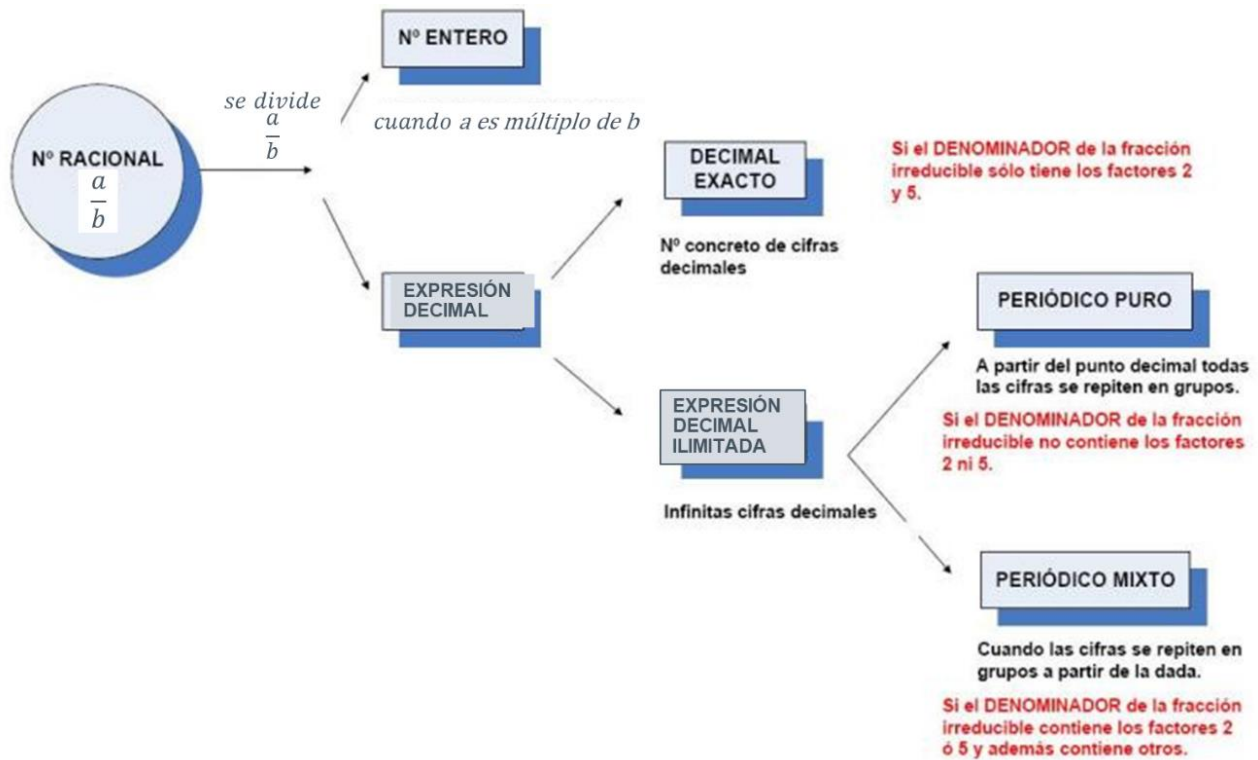 Nº ENTERO
se divide
a
b
cuando a es múltiplo de b
Nº RACIONAL
a
b
DECIMAL
EXACTO
Si el DENOMINADOR de la fracción
irreducible sólo tiene los factores 2
y 5.
Nº concreto de cifras
decimales
EXPRESIÓN
DECIMAL
PERIÓDICO PURO
A partir del punto decimal todas
las cifras se repiten en grupos.
Si el DENOMINADOR de la fracción
irreducible no contiene los factores
2 ni 5.
EXPRESIÓN
DECIMAL
ILIMITADA
Infinitas cifras decimales
PERIÓDICO MIXTO
Cuando las cifras se repiten en
grupos a partir de la dada.
Si el DENOMINADOR de la fracción
irreducible contiene los factores 2
ó 5 y además contiene otros.